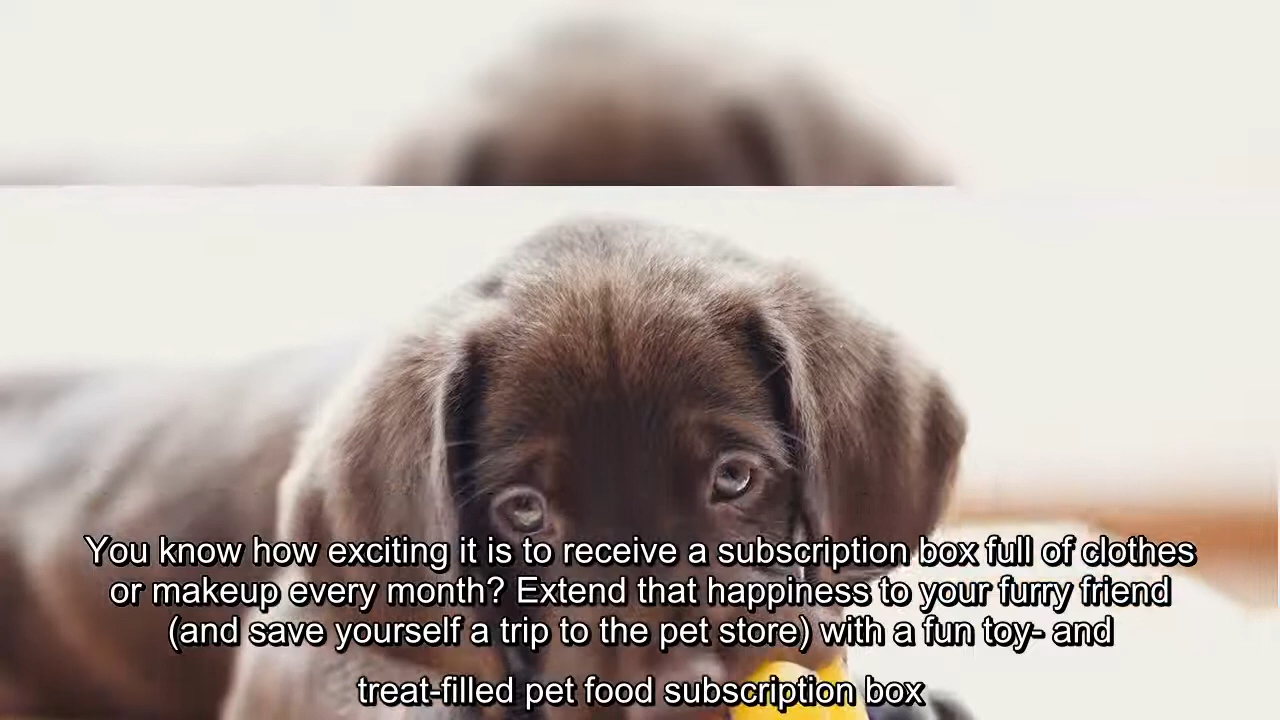 You know how exciting it is to receive a subscription box full of clothes
or makeup every month? Extend that happiness to your furry friend
(and save yourself a trip to the pet store) with a fun toy- and
treat-filled pet food subscription box